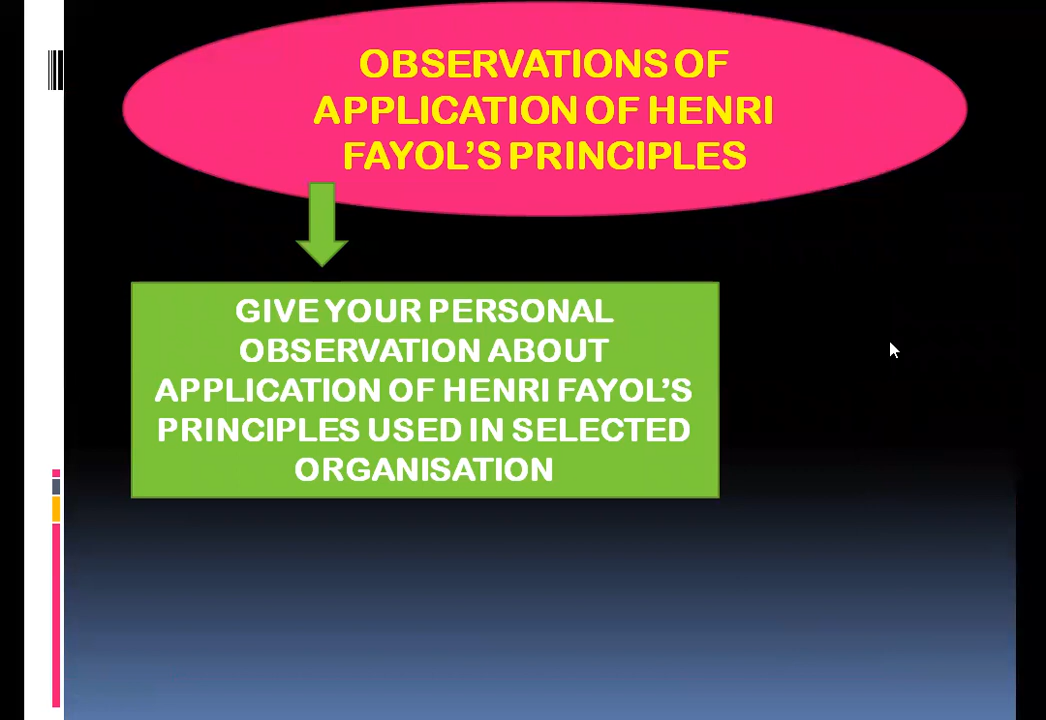 OBSERVATIONS OF
APPLICATION OF HENRI
FAYOL'S PRINCIPLES
GIVE YOUR PERSONAL
OBSERVATION ABOUT
APPLICATION OF HENRI FAYOL'S
PRINCIPLES USED IN SELECTED
ORGANISATION